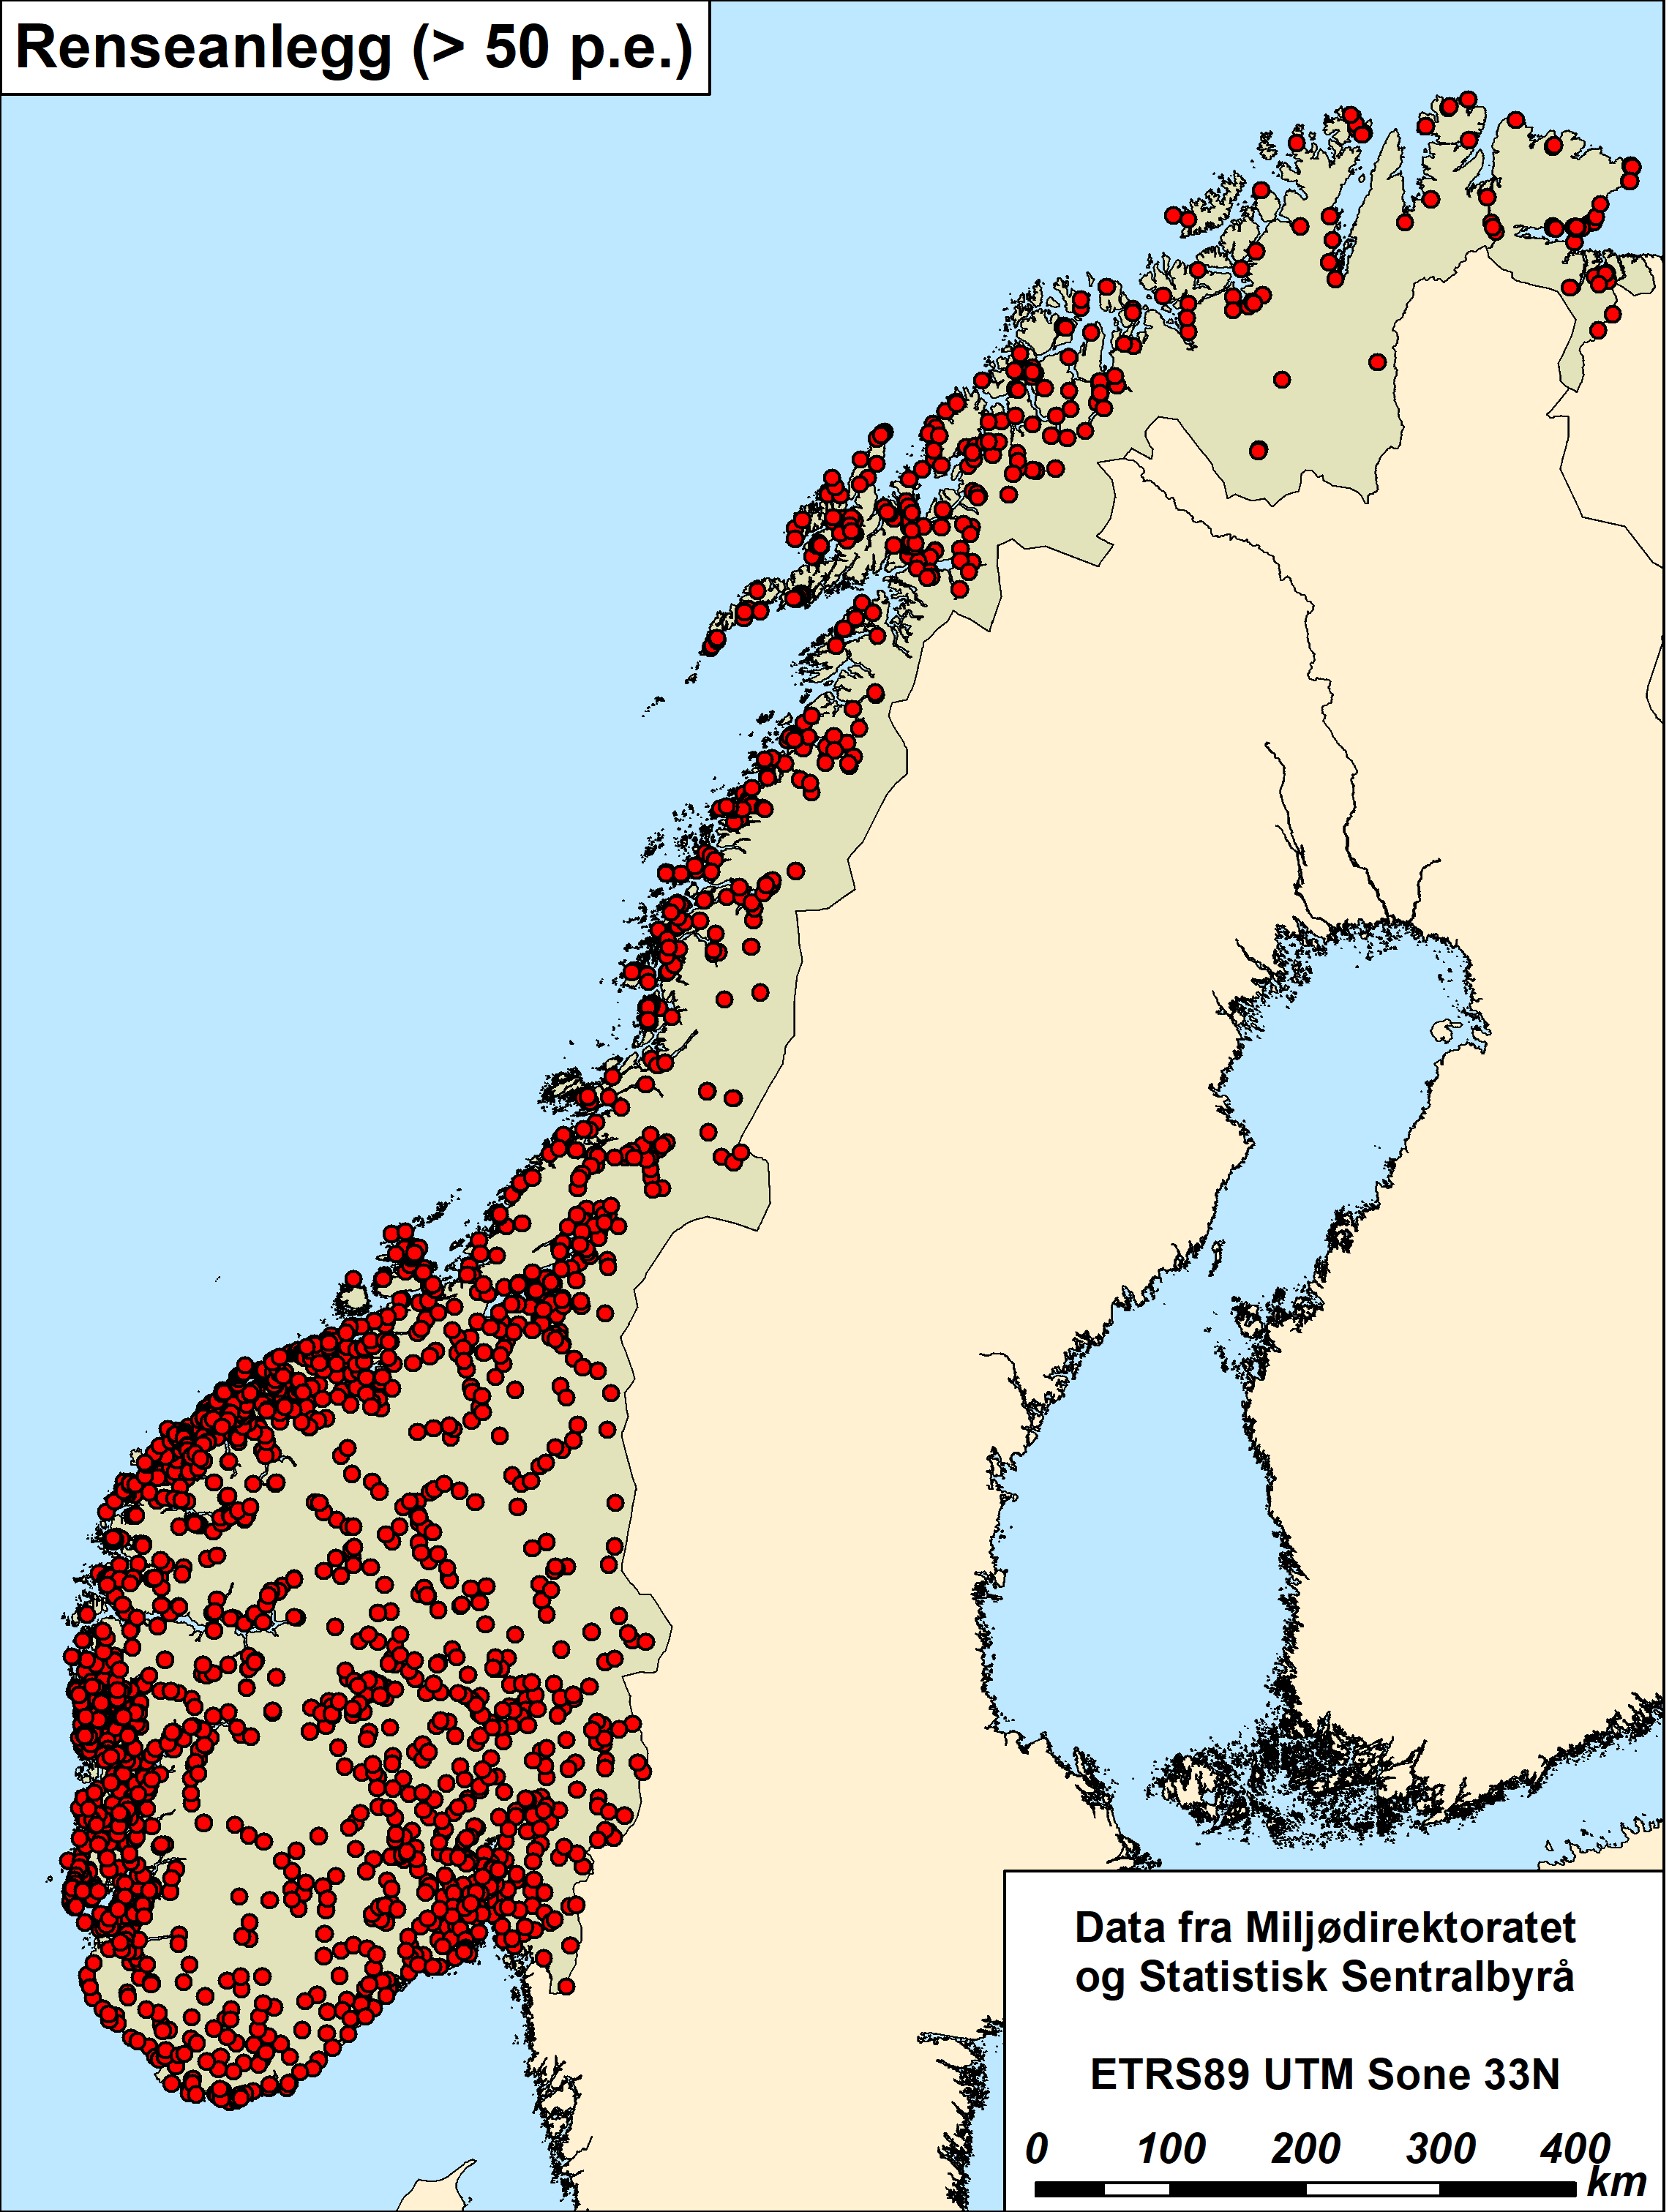 Renseanlegg (> 50 p.e.)
Data fra Miljødirektoratet
og Statistisk Sentralbyrå
ETRS89 UTM Sone 33N
0 100 200 300 400
km